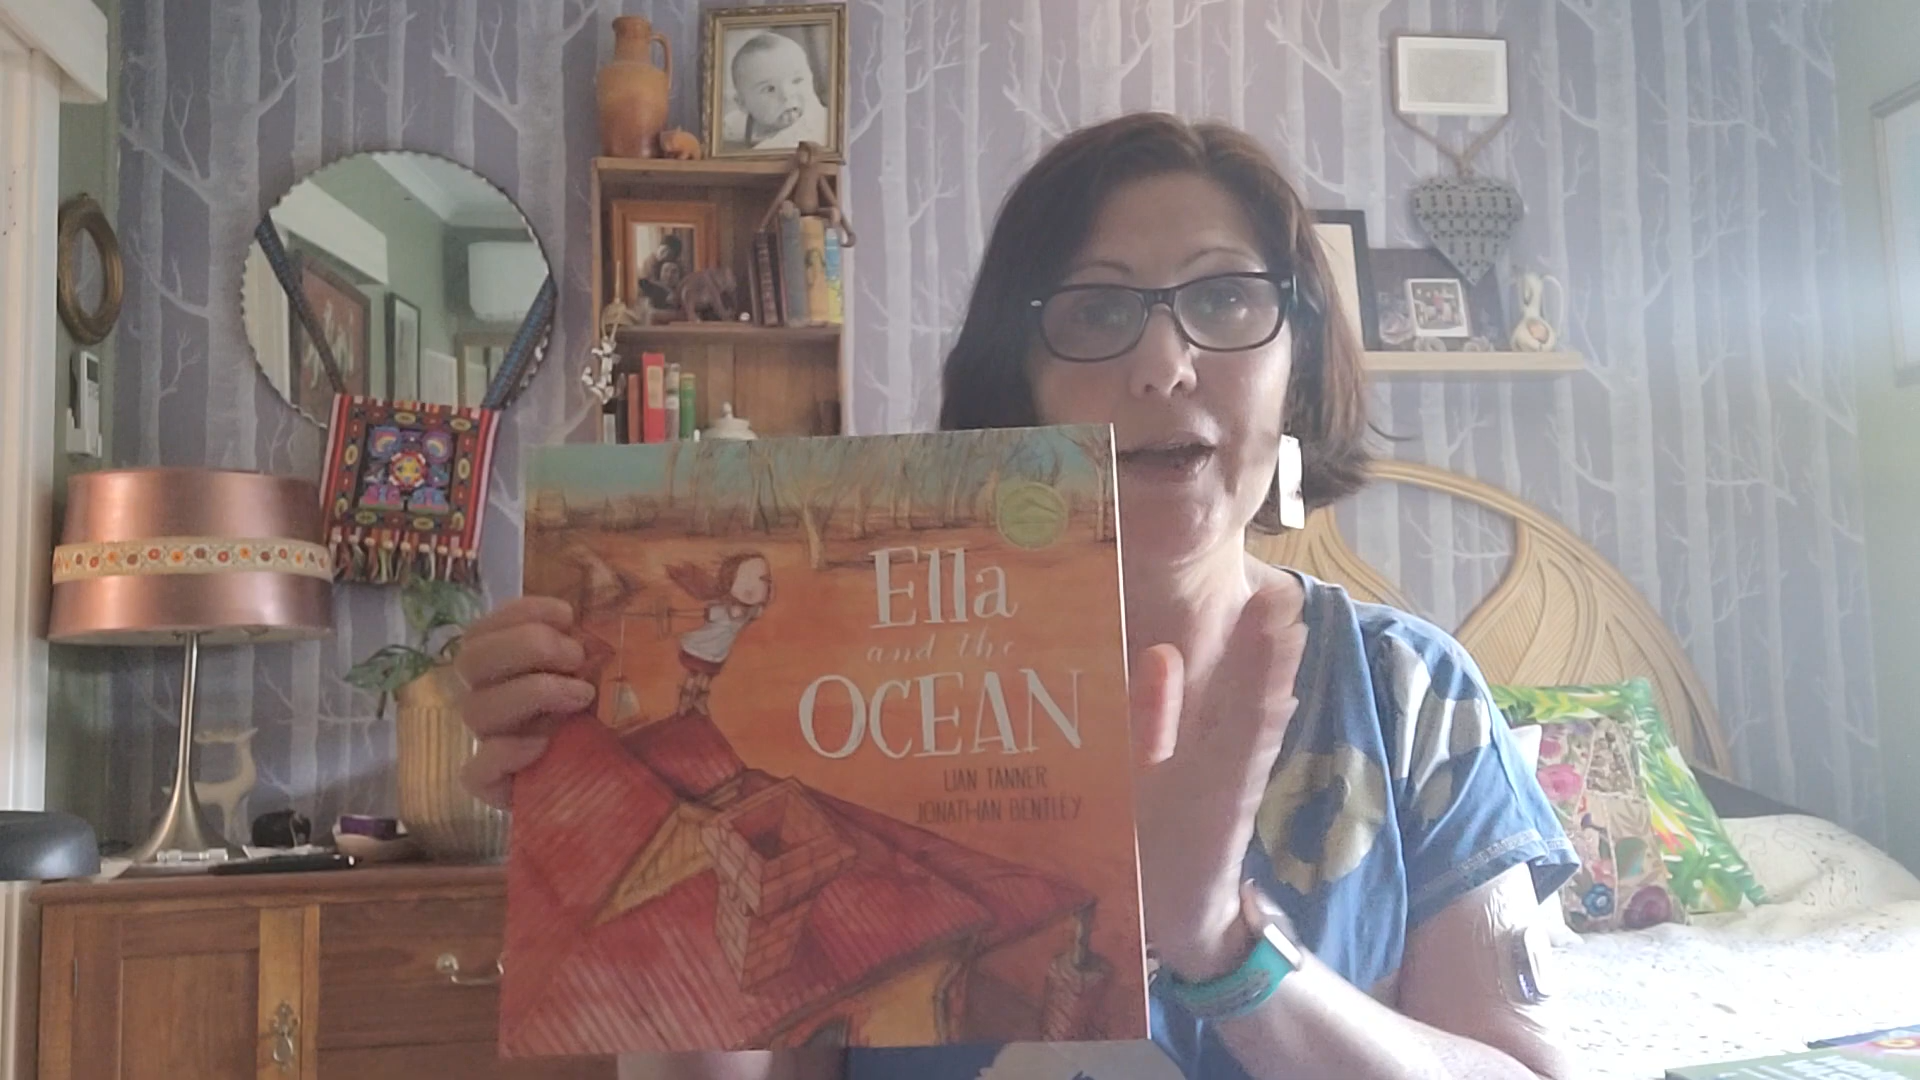 Ella
and the
OCEAN
LIAN TANNER
JONATHAN BENTLEY